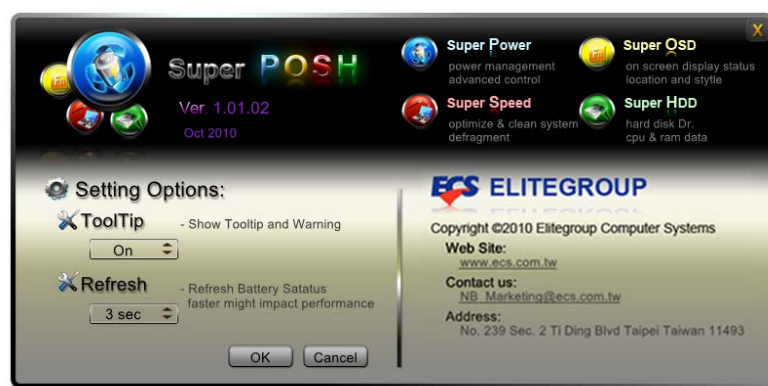 X
Super POSH
Ver. 1.01.02
Oct 2010
Super Power
power management
advanced control
Super OSD
on screen display status
location and stytle
Super Speed
optimize & clean system
defragment
Super HDD
hard disk Dr.
cpu & ram data
Setting Options:
ToolTip
- Show Tooltip and Warning
On
Refresh
- Refresh Battery Satatus
faster might impact performance
3 sec
OK
Cancel
ECS ELITEGROUP
Copyright ©2010 Elitegroup Computer Systems
Web Site:
www.ecs.com.tw
Contact us:
NB_Marketing@ecs.com.tw
Address:
No. 239 Sec. 2 Ti Ding Blvd Taipei Taiwan 11493